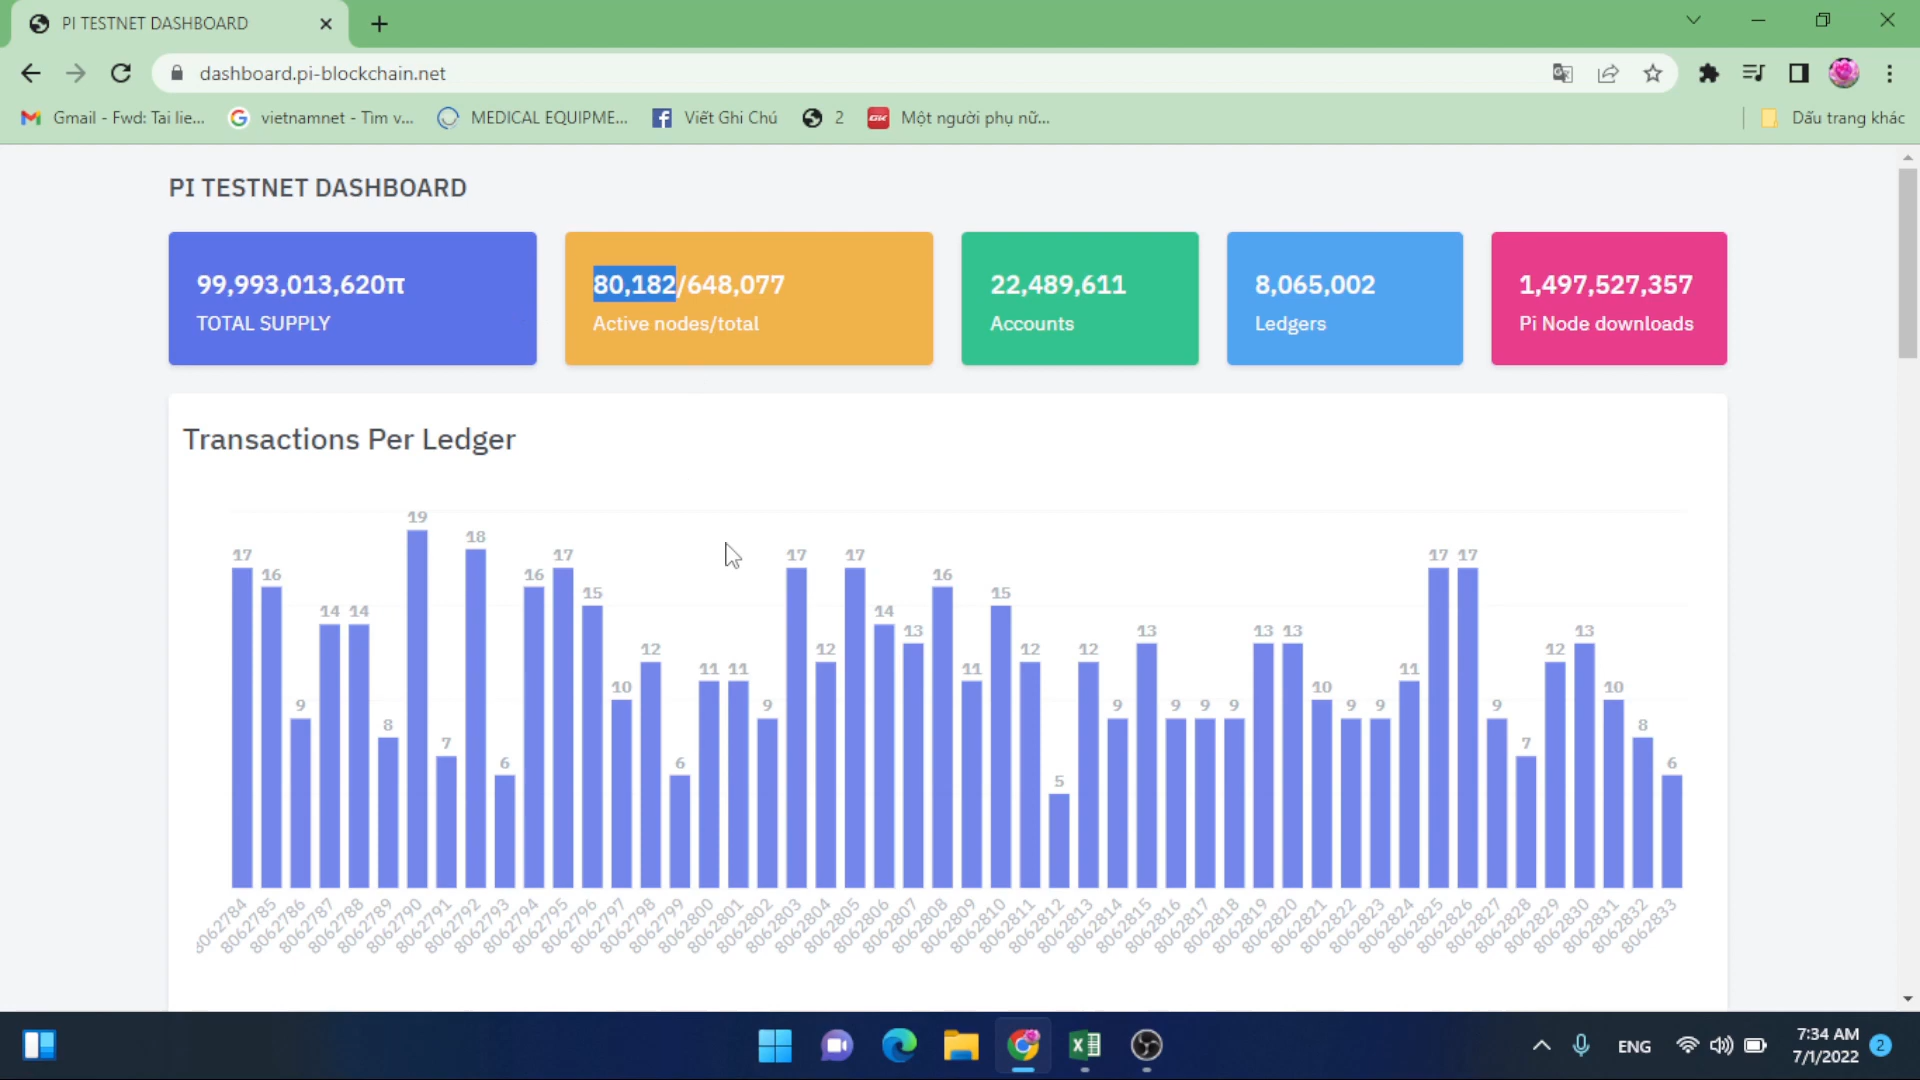 PI TESTNET DASHBOARD
dashboard.pi-blockchain.net
Gmail - Fwd: Tai lie... vietnamnet - Tim v... MEDICAL EQUIPME... Viết Ghi Chú 2 GK Một người phụ nữ... Dấu trang khác
PI TESTNET DASHBOARD
99,993,013,620π
TOTAL SUPPLY
80,182/648,077
Active nodes/total
22,489,611
Accounts
8,065,002
Ledgers
1,497,527,357
Pi Node downloads
Transactions Per Ledger
17 16 9 14 14 8 19 7 18 6 16 17 15 10 12 6 11 11 9 17 12 17 14 13 16 11 15 12 5 12 9 13 9 9 9 13 13 10 9 9 11 17 17 9 7 12 13 10 8 6
8062784 8062785 8062786 8062787 8062788 8062789 8062790 8062791 8062792 8062793 8062794 8062795 8062796 8062797 8062798 8062799 8062800 8062801 8062802 8062803 8062804 8062805 8062806 8062807 8062808 8062809 8062810 8062811 8062812 8062813 8062814 8062815 8062816 8062817 8062818 8062819 8062820 8062821 8062822 8062823 8062824 8062825 8062826 8062827 8062828 8062829 8062830 8062831 8062832 8062833
ENG
7:34 AM
7/1/2022
2